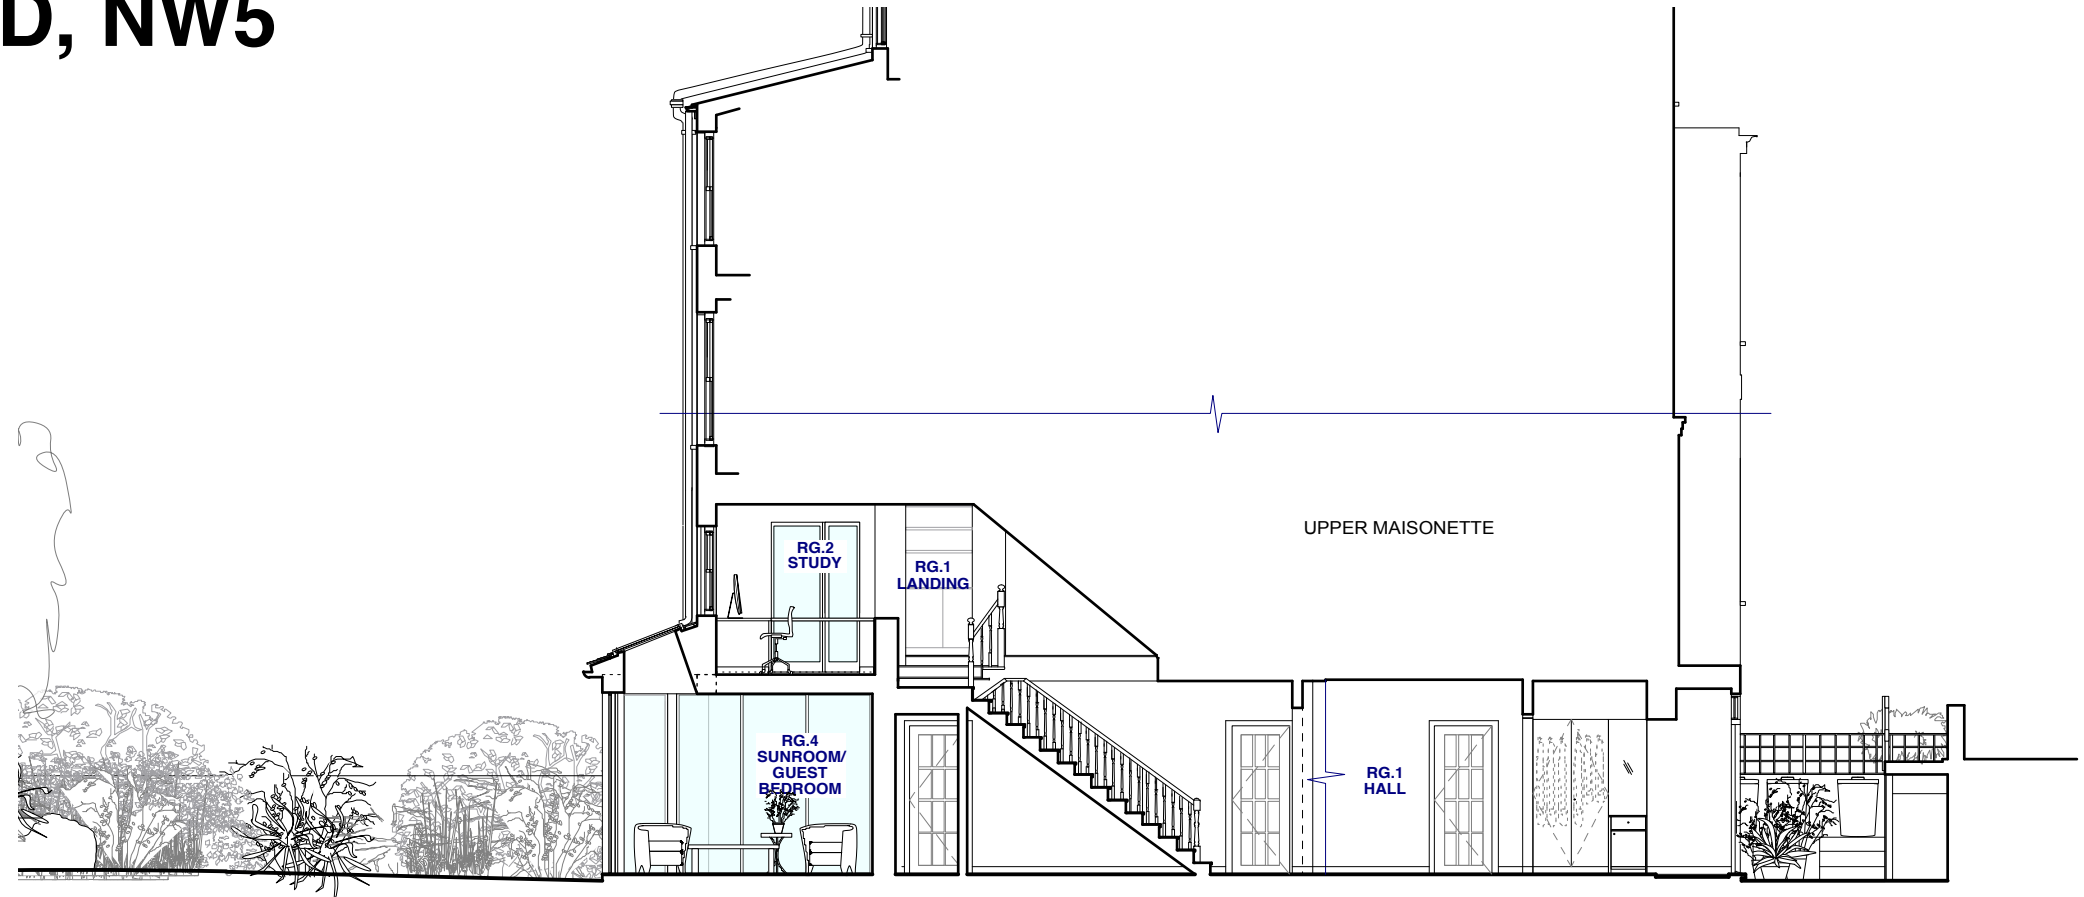 D, NW5
UPPER MAISONETTE
RG.2
STUDY
RG.1
LANDING
RG.4
SUNROOM/
GUEST
BEDROOM
RG.1
HALL